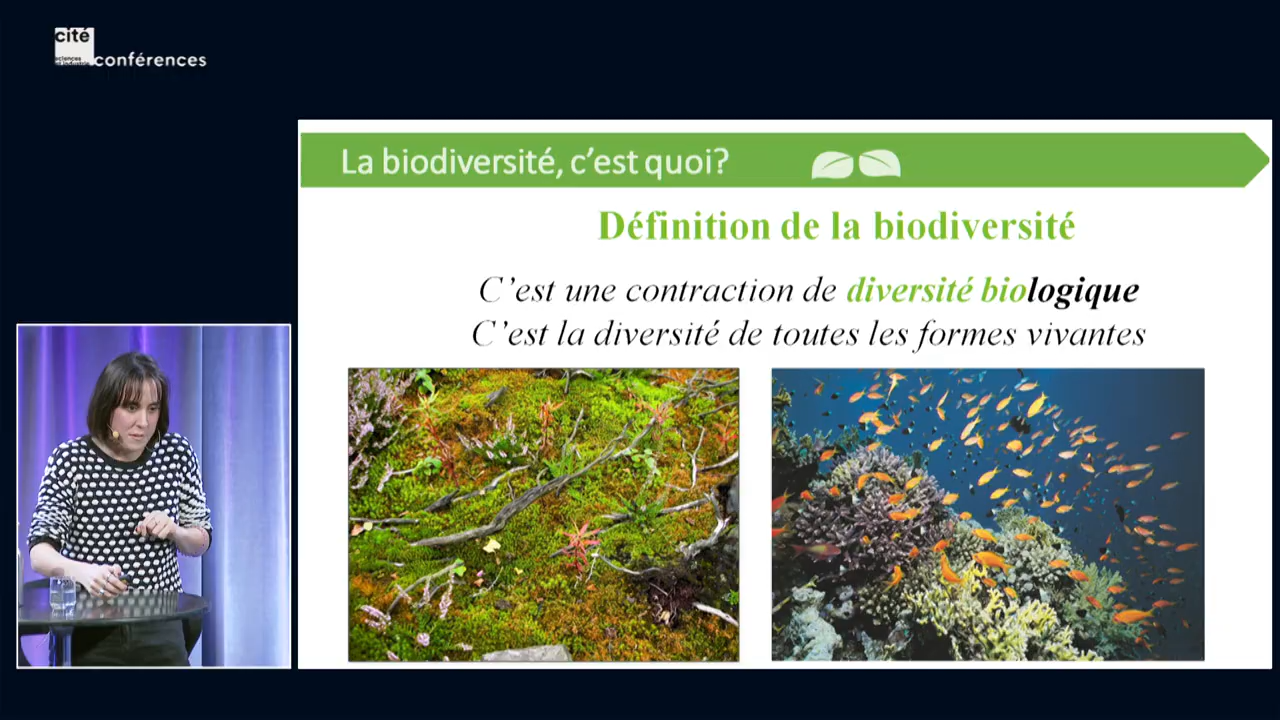 cité
sciences
et industrie
conférences
La biodiversité, c’est quoi?
Définition de la biodiversité
C’est une contraction de diversité biologique
C’est la diversité de toutes les formes vivantes